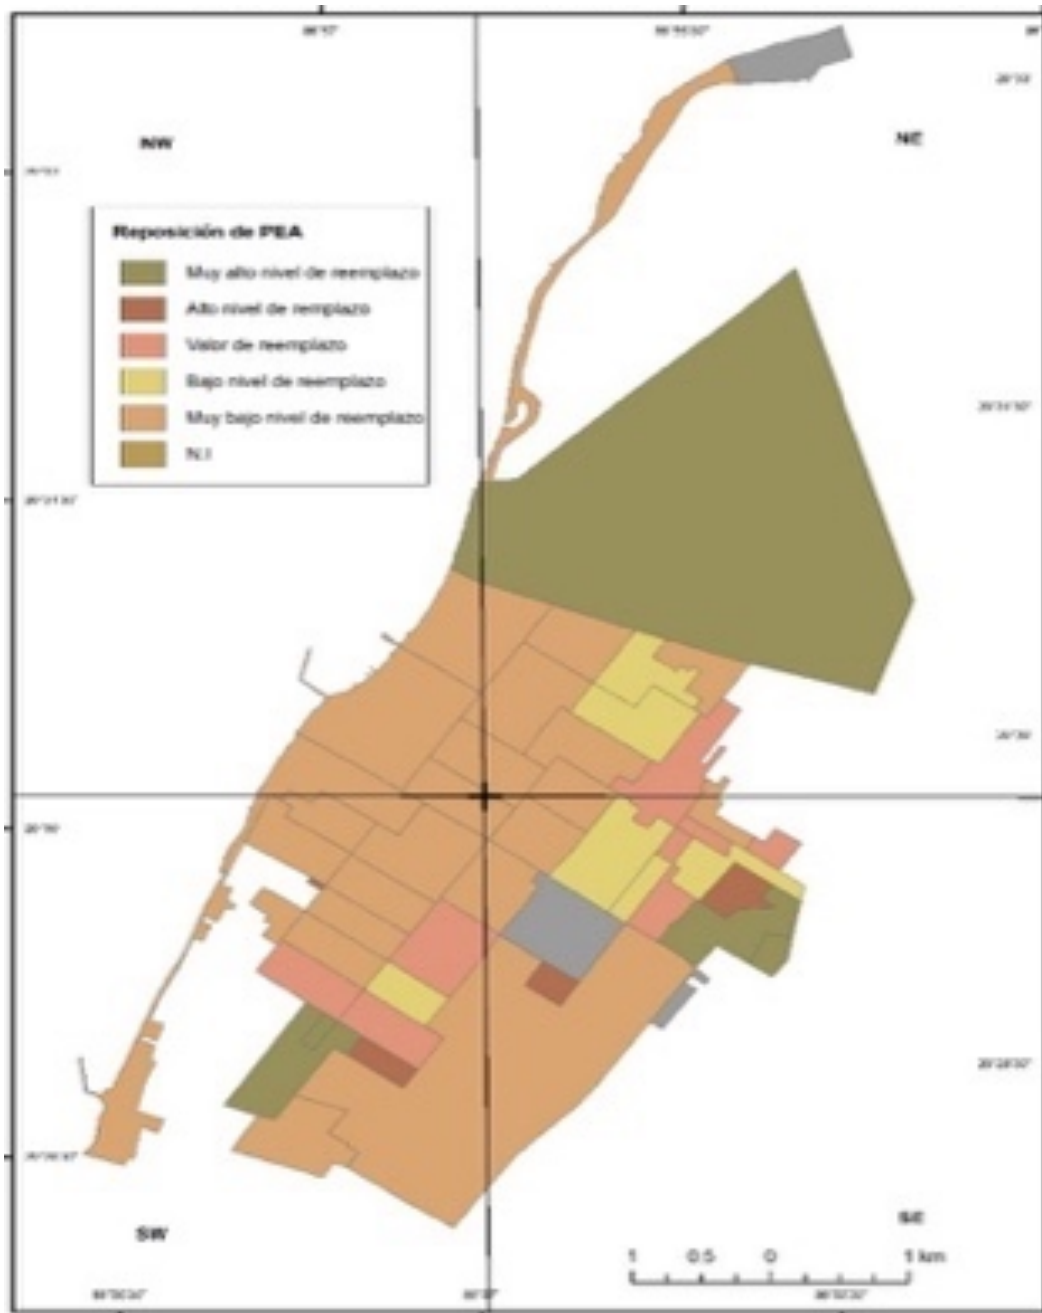 NW
NE
Reposición de PEA
Muy alto nivel de reemplazo
Alto nivel de remplazo
Valor de reemplazo
Bajo nivel de reemplazo
Muy bajo nivel de reemplazo
N.I
SW
SE
1 0.5 0 1 km